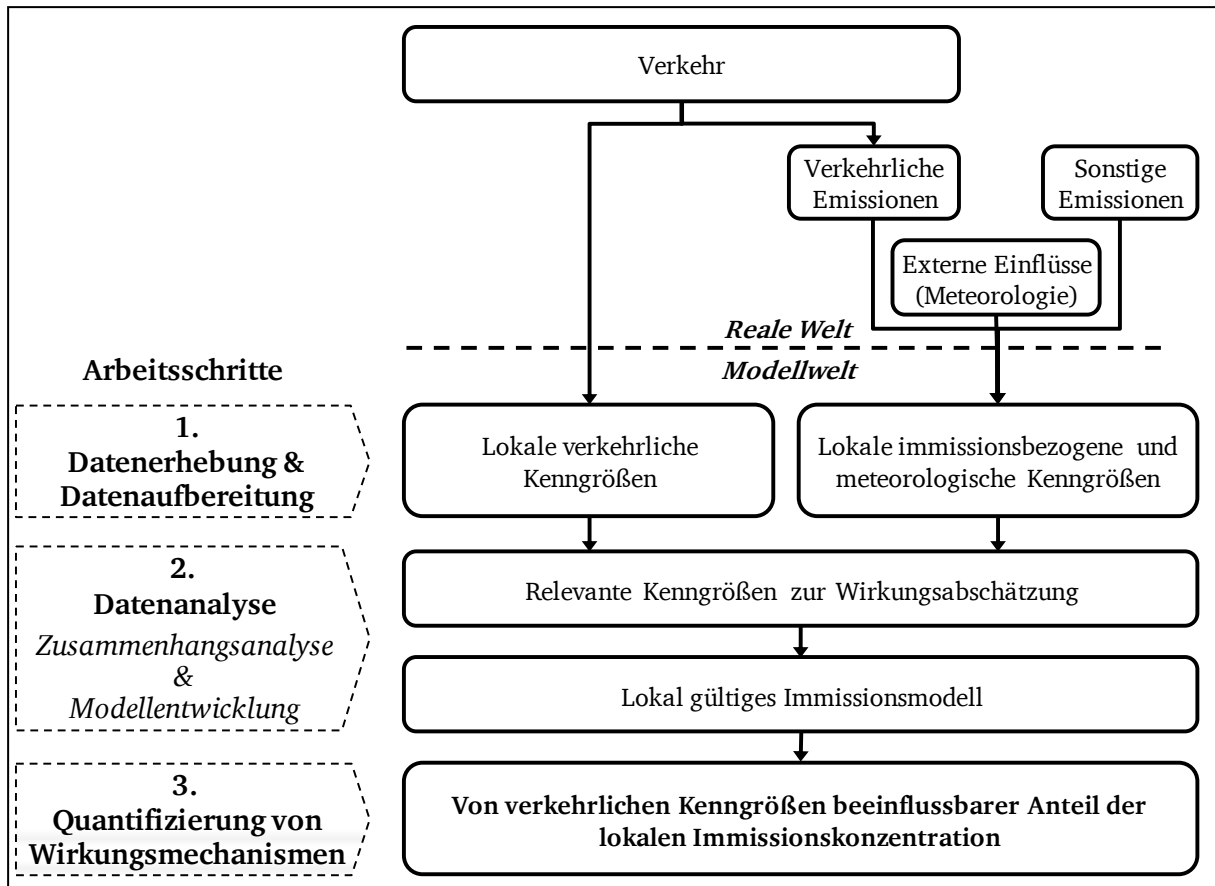 Verkehr
Verkehrliche
Emissionen
Sonstige
Emissionen
Externe Einflüsse
(Meteorologie)
Reale Welt
Modellwelt
Arbeitsschritte
1.
Datenerhebung &
Datenaufbereitung
Lokale verkehrliche
Kenngrößen
Lokale immissionsbezogene und
meteorologische Kenngrößen
2.
Datenanalyse
Zusammenhangsanalyse
&
Modellentwicklung
Relevante Kenngrößen zur Wirkungsabschätzung
Lokal gültiges Immissionsmodell
3.
Quantifizierung von
Wirkungsmechanismen
Von verkehrlichen Kenngrößen beeinflussbarer Anteil der
lokalen Immissionskonzentration